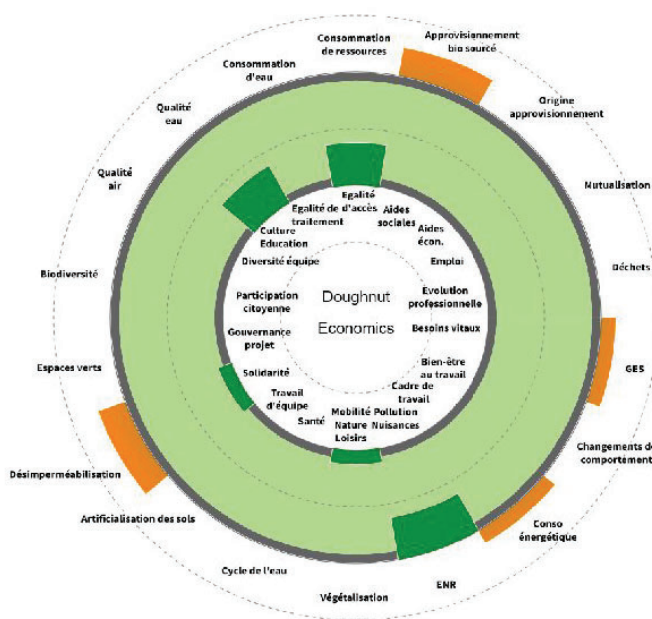 Consommation
de ressources
Approvisionnement
bio sourcé
Origine
approvisionnement
Mutualisation
Déchets
GES
Changements de
comportement
Conso
énergétique
ENR
Végétalisation
Cycle de l'eau
Artificialisation des sols
Désimperméabilisation
Espaces verts
Biodiversité
Qualité
air
Qualité
eau
Consommation
d'eau
Egalité
d'accès
Aides
sociales
Aides
écon.
Emploi
Évolution
professionnelle
Besoins vitaux
Bien-être
au travail
Cadre de
travail
Pollution
Nuisances
Mobilité
Nature
Loisirs
Santé
Travail
d'équipe
Solidarité
Gouvernance
projet
Participation
citoyenne
Diversité équipe
Culture
Education
Egalité de
traitement
Doughnut
Economics